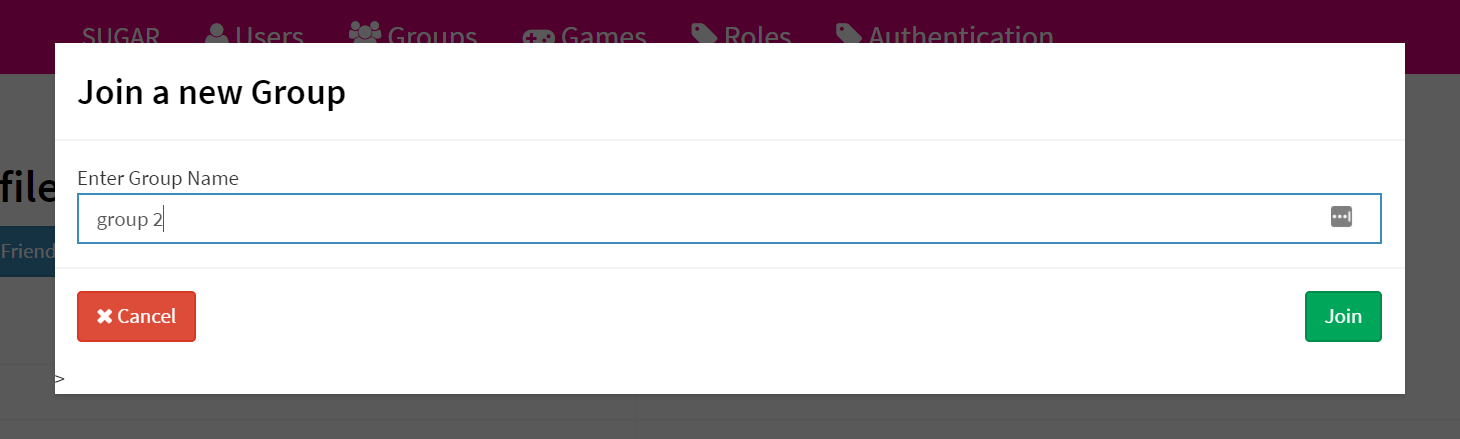 SUGAR Users Groups Games Roles Authentication
Join a new Group
file
Enter Group Name
group 2
Friend
Cancel Join
>